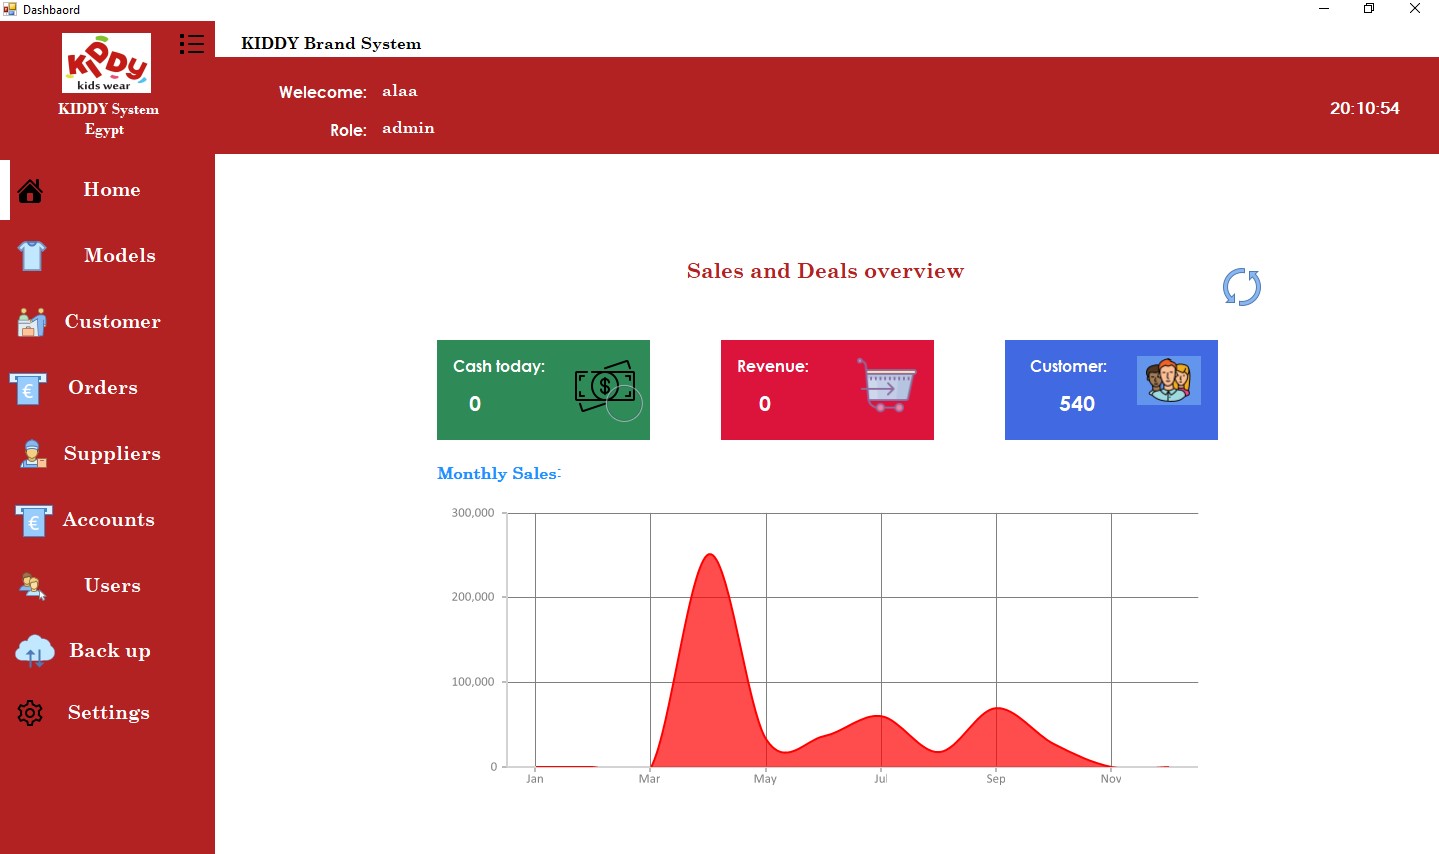 Dashbaord
KIDDY
kids wear
KIDDY System
Egypt
Home
Models
Customer
Orders
Suppliers
Accounts
Users
Back up
Settings
KIDDY Brand System
Welecome: alaa
Role: admin
20:10:54
Sales and Deals overview
Cash today:
0
Revenue:
0
Customer:
540
Monthly Sales:
300,000
200,000
100,000
0
Jan Mar May Jul Sep Nov